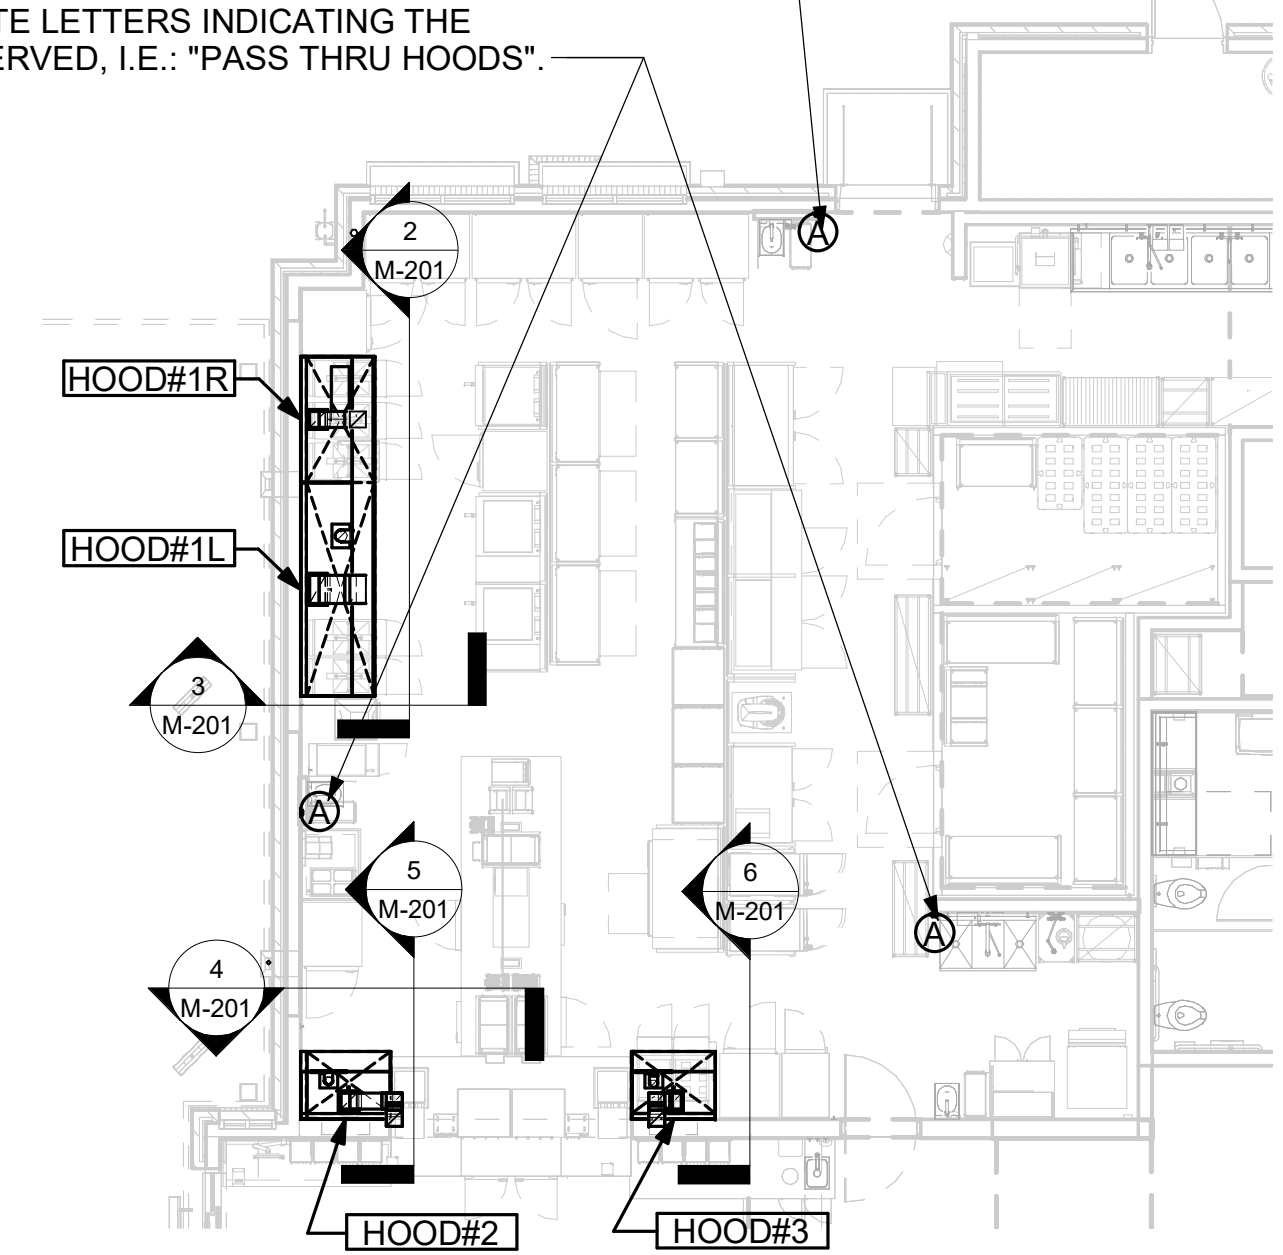 TE LETTERS INDICATING THE
ERVED, I.E.: "PASS THRU HOODS".
2
M-201
A
HOOD#1R
HOOD#1L
3
M-201
A
5
M-201
6
M-201
A
4
M-201
HOOD#2
HOOD#3